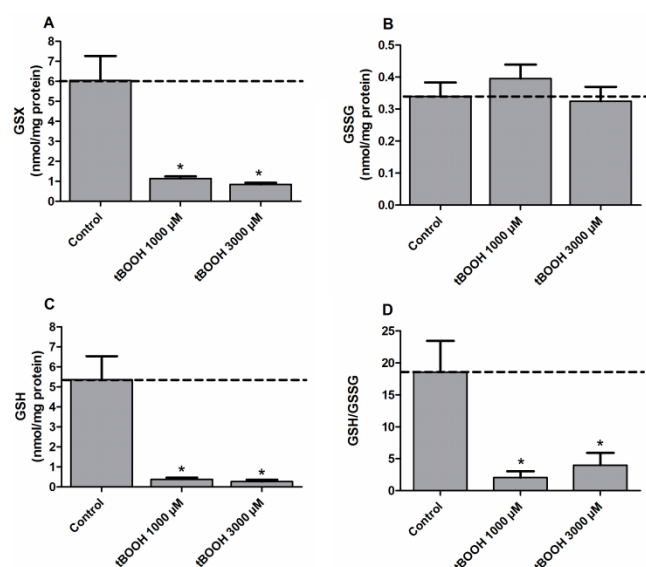 A
GSX
(nmol/mg protein)
8
7
6
5
4
3
2
1
0
*
*
Control
tBOOH 1000 µM
tBOOH 3000 µM
B
GSSG
(nmol/mg protein)
0.5
0.4
0.3
0.2
0.1
0.0
Control
tBOOH 1000 µM
tBOOH 3000 µM
C
GSH
(nmol/mg protein)
8
7
6
5
4
3
2
1
0
*
*
Control
tBOOH 1000 µM
tBOOH 3000 µM
D
GSH/GSSG
25
20
15
10
5
0
*
*
Control
tBOOH 1000 µM
tBOOH 3000 µM